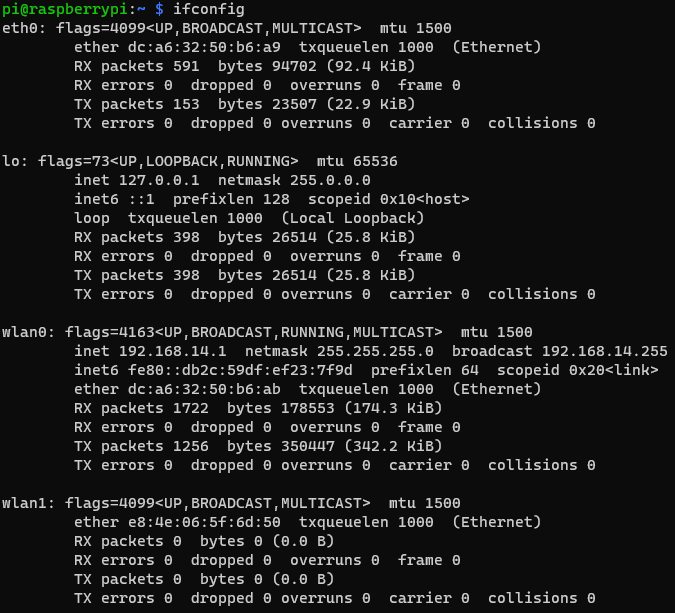 pi@raspberrypi:~ $ ifconfig
eth0: flags=4099<UP,BROADCAST,MULTICAST>  mtu 1500
        ether dc:a6:32:50:b6:a9  txqueuelen 1000  (Ethernet)
        RX packets 591  bytes 94702 (92.4 KiB)
        RX errors 0  dropped 0  overruns 0  frame 0
        TX packets 153  bytes 23507 (22.9 KiB)
        TX errors 0  dropped 0 overruns 0  carrier 0  collisions 0

lo: flags=73<UP,LOOPBACK,RUNNING>  mtu 65536
        inet 127.0.0.1  netmask 255.0.0.0
        inet6 ::1  prefixlen 128  scopeid 0x10<host>
        loop  txqueuelen 1000  (Local Loopback)
        RX packets 398  bytes 26514 (25.8 KiB)
        RX errors 0  dropped 0  overruns 0  frame 0
        TX packets 398  bytes 26514 (25.8 KiB)
        TX errors 0  dropped 0 overruns 0  carrier 0  collisions 0

wlan0: flags=4163<UP,BROADCAST,RUNNING,MULTICAST>  mtu 1500
        inet 192.168.14.1  netmask 255.255.255.0  broadcast 192.168.14.255
        inet6 fe80::db2c:59df:ef23:7f9d  prefixlen 64  scopeid 0x20<link>
        ether dc:a6:32:50:b6:ab  txqueuelen 1000  (Ethernet)
        RX packets 1722  bytes 178553 (174.3 KiB)
        RX errors 0  dropped 0  overruns 0  frame 0
        TX packets 1256  bytes 350447 (342.2 KiB)
        TX errors 0  dropped 0 overruns 0  carrier 0  collisions 0

wlan1: flags=4099<UP,BROADCAST,MULTICAST>  mtu 1500
        ether e8:4e:06:5f:6d:50  txqueuelen 1000  (Ethernet)
        RX packets 0  bytes 0 (0.0 B)
        RX errors 0  dropped 0  overruns 0  frame 0
        TX packets 0  bytes 0 (0.0 B)
        TX errors 0  dropped 0 overruns 0  carrier 0  collisions 0